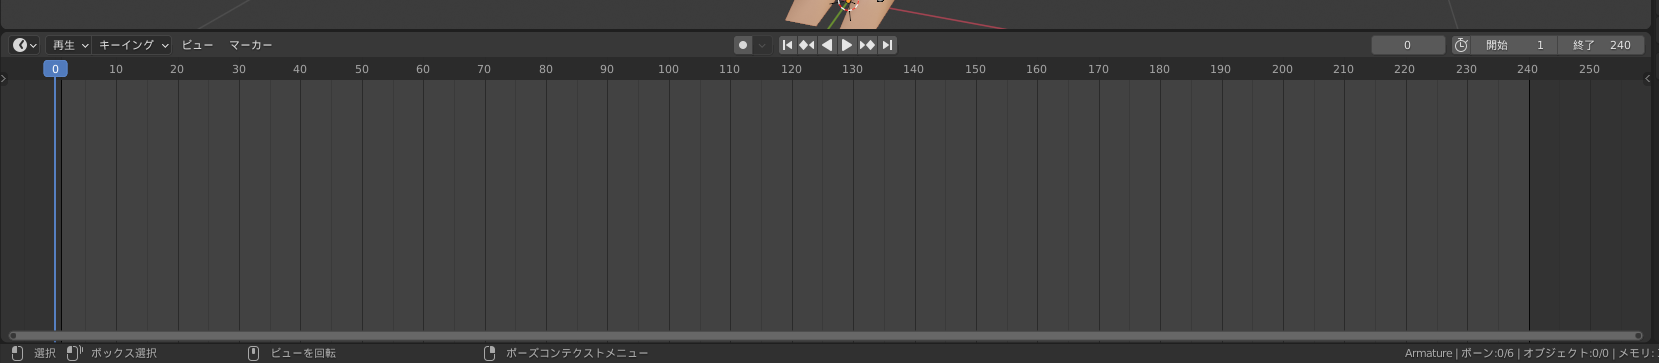 再生 キーイング ビュー マーカー 0 開始 1 終了 240
0 10 20 30 40 50 60 70 80 90 100 110 120 130 140 150 160 170 180 190 200 210 220 230 240 250
選択 ボックス選択 ビューを回転 ポーズコンテクストメニュー Armature | ボーン:0/6 | オブジェクト:0/0 | メモリ: